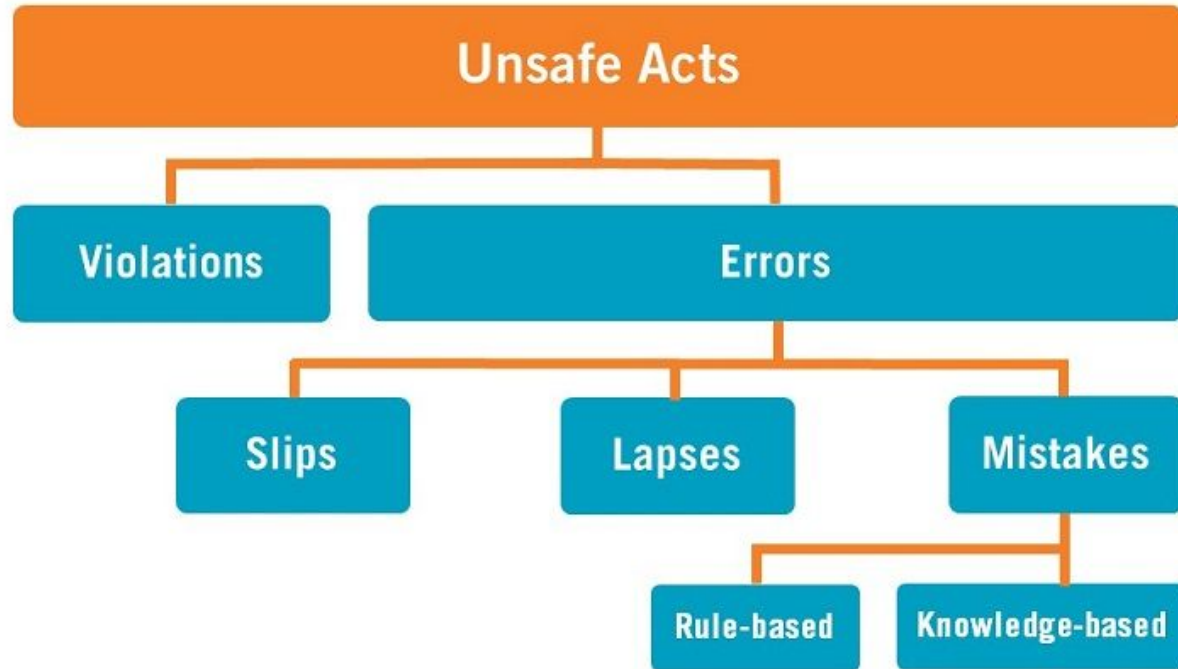 Unsafe Acts
Violations
Errors
Slips
Lapses
Mistakes
Rule-based
Knowledge-based